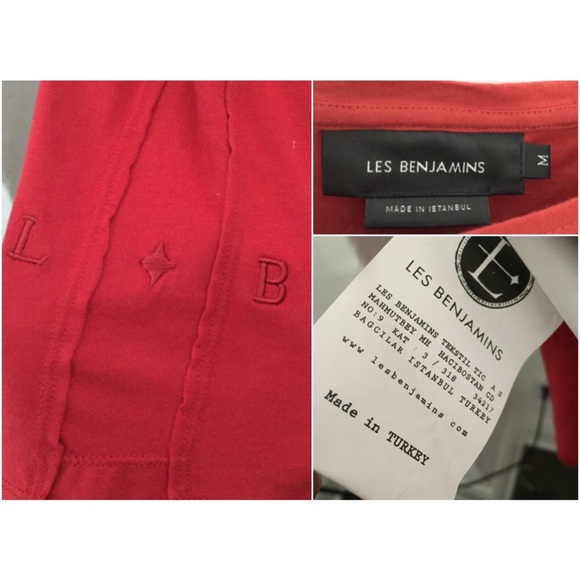 L B
LES BENJAMINS
M
MADE IN ISTANBUL
LES BENJAMINS
LES BENJAMINS TEKSTIL TIC A S
MAHMUTBEY MH HACIBOSTAN CD
NO:9 KAT : 3 / 318 34217
BAGCILAR ISTANBUL TURKEY
www lesbenjamins com
Made in TURKEY